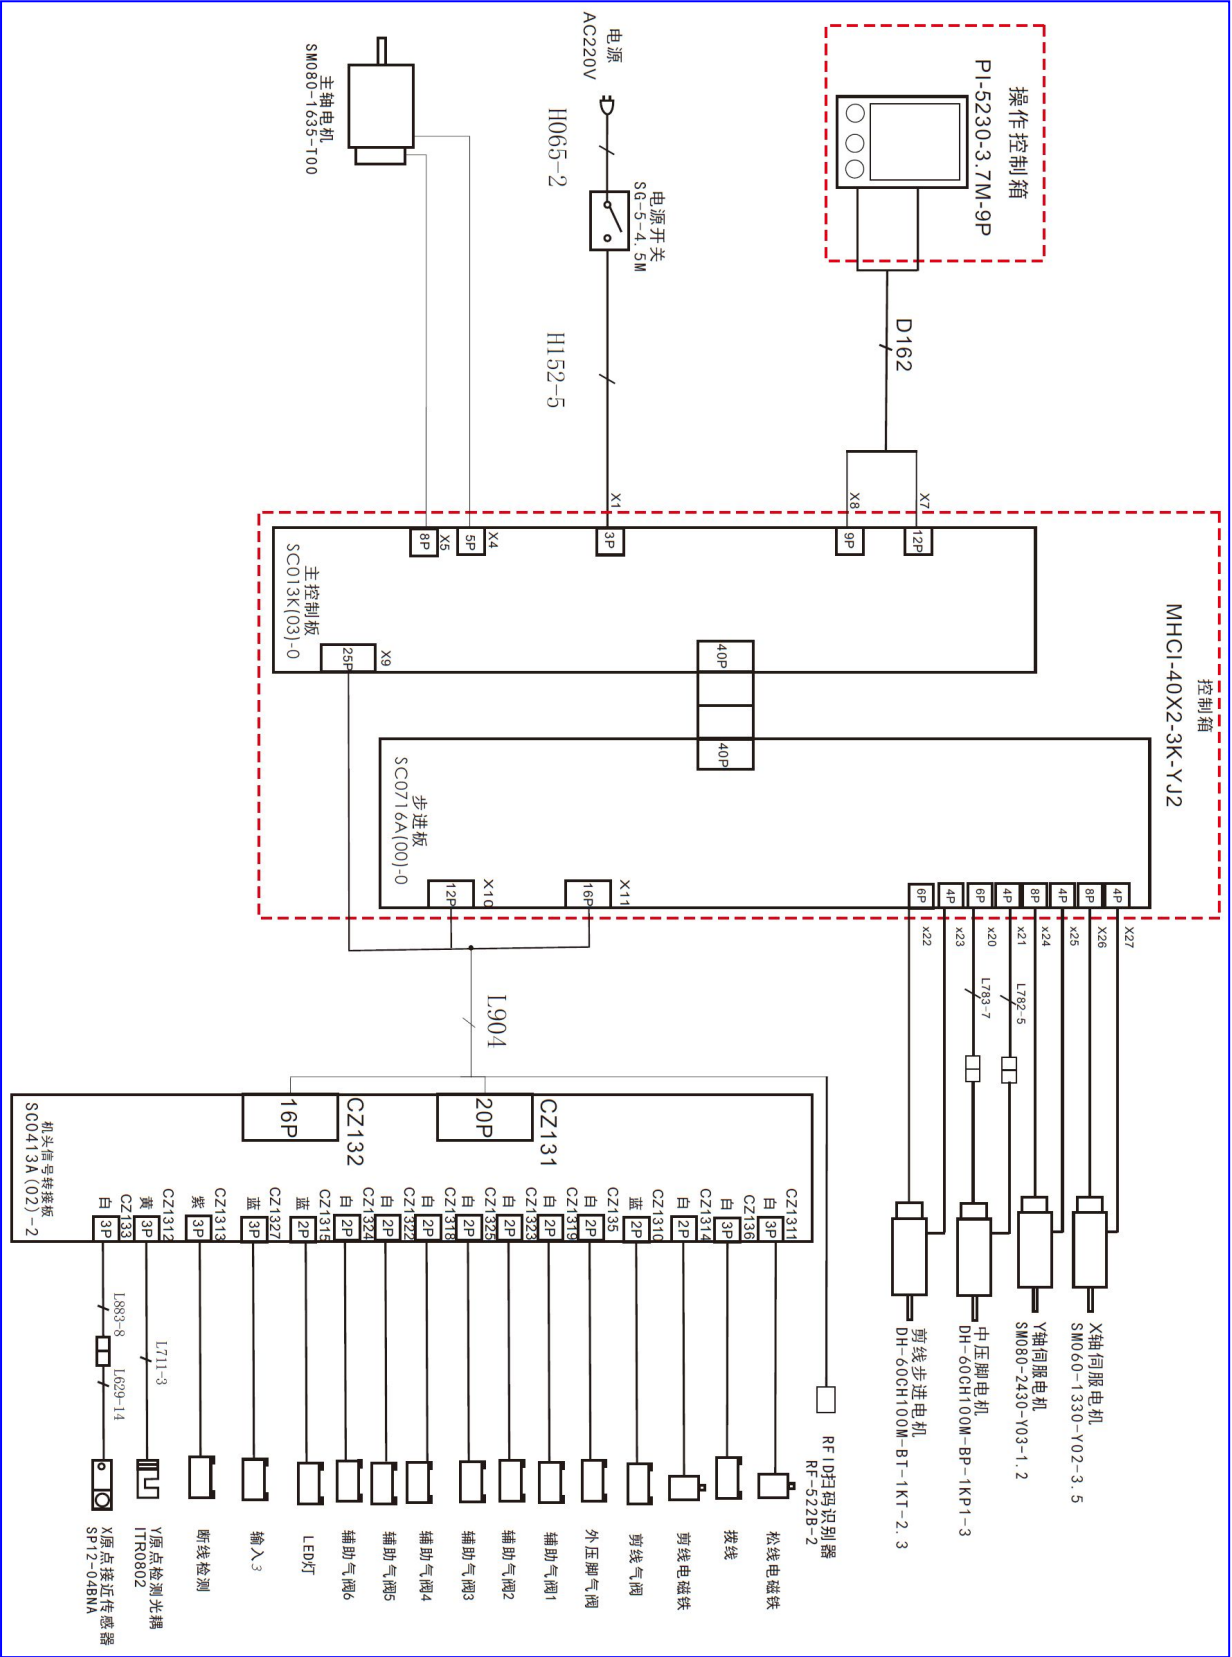 操作控制箱
PI-5230-3.7M-9P
D162
X7
X8
12P
9P
电源
AC220V
H065-2
电源开关
SG-5-4.5M
H152-5
X1
3P
主轴电机
SM080-1635-T00
X4
X5
5P
8P
控制箱
MHCI-40X2-3K-YJ2
主控制板
SC013K(03)-0
X9
25P
40P
40P
步进板
SC0716A(00)-0
X10
12P
X11
16P
4P
8P
4P
8P
4P
6P
4P
6P
X27
X26
x25
x24
x21
x20
x23
x22
L782-5
L783-7
X轴伺服电机
SM060-1330-Y02-3.5
Y轴伺服电机
SM080-2430-Y03-1.2
中压脚电机
DH-60CH100M-BP-1KP1-3
剪线步进电机
DH-60CH100M-BT-1KT-2.3
L904
CZ131
20P
CZ132
16P
机头信号转接板
SC0413A(02)-2
RFID扫码识别器
RF-522B-2
CZ1311
白 3P
松线电磁铁
CZ136
白 3P
拨线
CZ1314
白 2P
剪线电磁铁
CZ1310
蓝 2P
剪线气阀
CZ135
白 2P
外压脚气阀
CZ1319
白 2P
辅助气阀1
CZ1323
白 2P
辅助气阀2
CZ1325
白 2P
辅助气阀3
CZ1318
白 2P
辅助气阀4
CZ1322
白 2P
辅助气阀5
CZ1324
白 2P
辅助气阀6
CZ1315
蓝 2P
LED灯
CZ1327
蓝 3P
输入3
CZ1313
紫 3P
断线检测
CZ1312
黄 3P
L711-3
Y原点检测光耦
ITR0802
CZ133
白 3P
L883-8
L629-14
X原点接近传感器
SP12-04BNA